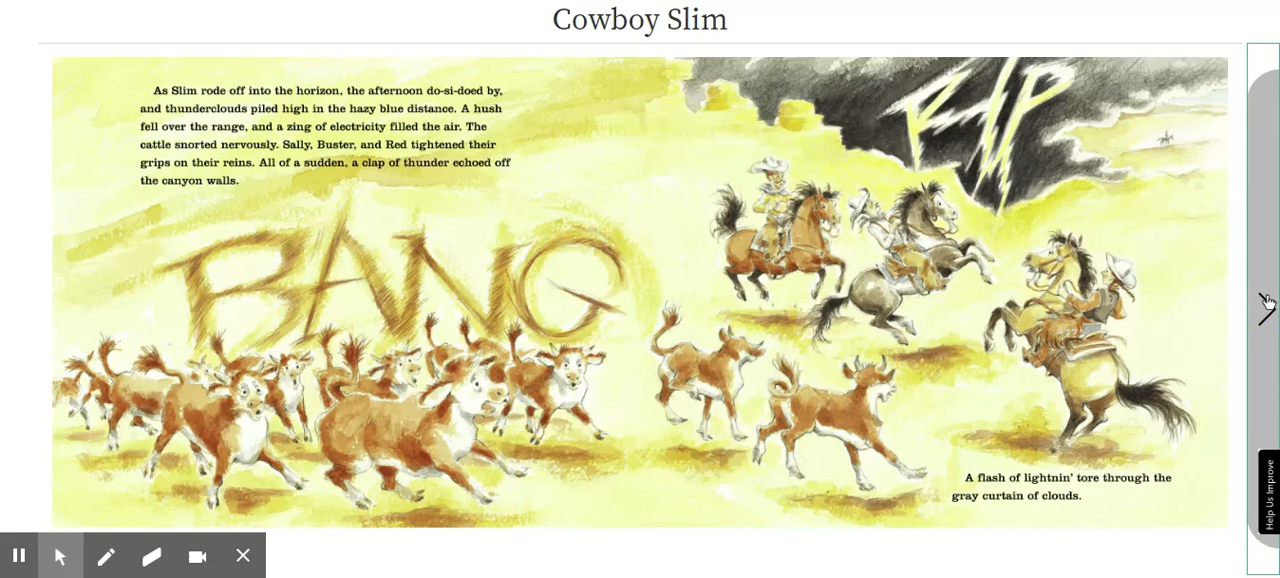 Cowboy Slim
As Slim rode off into the horizon, the afternoon do-si-doed by,
and thunderclouds piled high in the hazy blue distance. A hush
fell over the range, and a zing of electricity filled the air. The
cattle snorted nervously. Sally, Buster, and Red tightened their
grips on their reins. All of a sudden, a clap of thunder echoed off
the canyon walls.
BANG
RIP
A flash of lightnin’ tore through the
gray curtain of clouds.
Help Us Improve